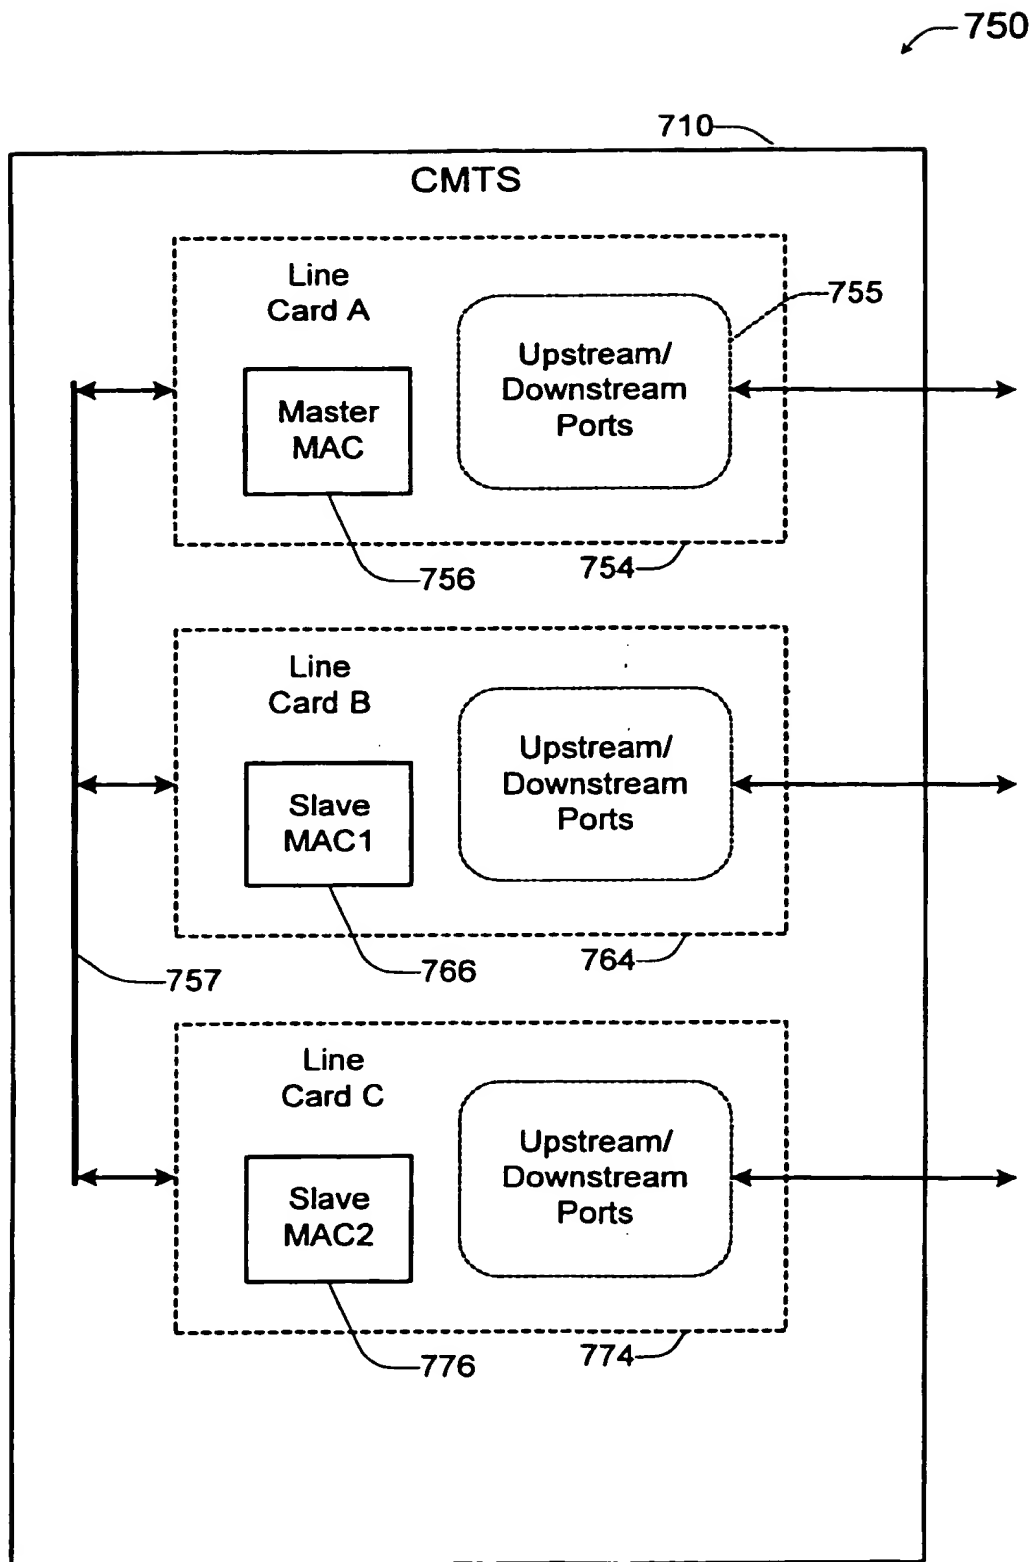 750
710
CMTS
Line
Card A
755
Upstream/
Downstream
Ports
Master
MAC
756
754
Line
Card B
Upstream/
Downstream
Ports
Slave
MAC1
766
764
757
Line
Card C
Upstream/
Downstream
Ports
Slave
MAC2
776
774